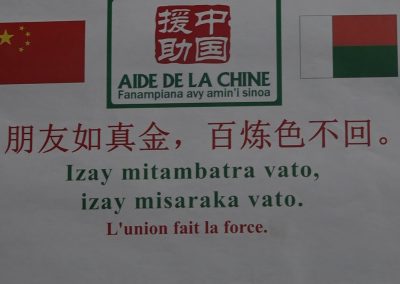 中国
援助
AIDE DE LA CHINE
Fanampiana avy amin'i sinoa
朋友如真金，百炼色不回。
Izay mitambatra vato,
izay misaraka vato.
L'union fait la force.